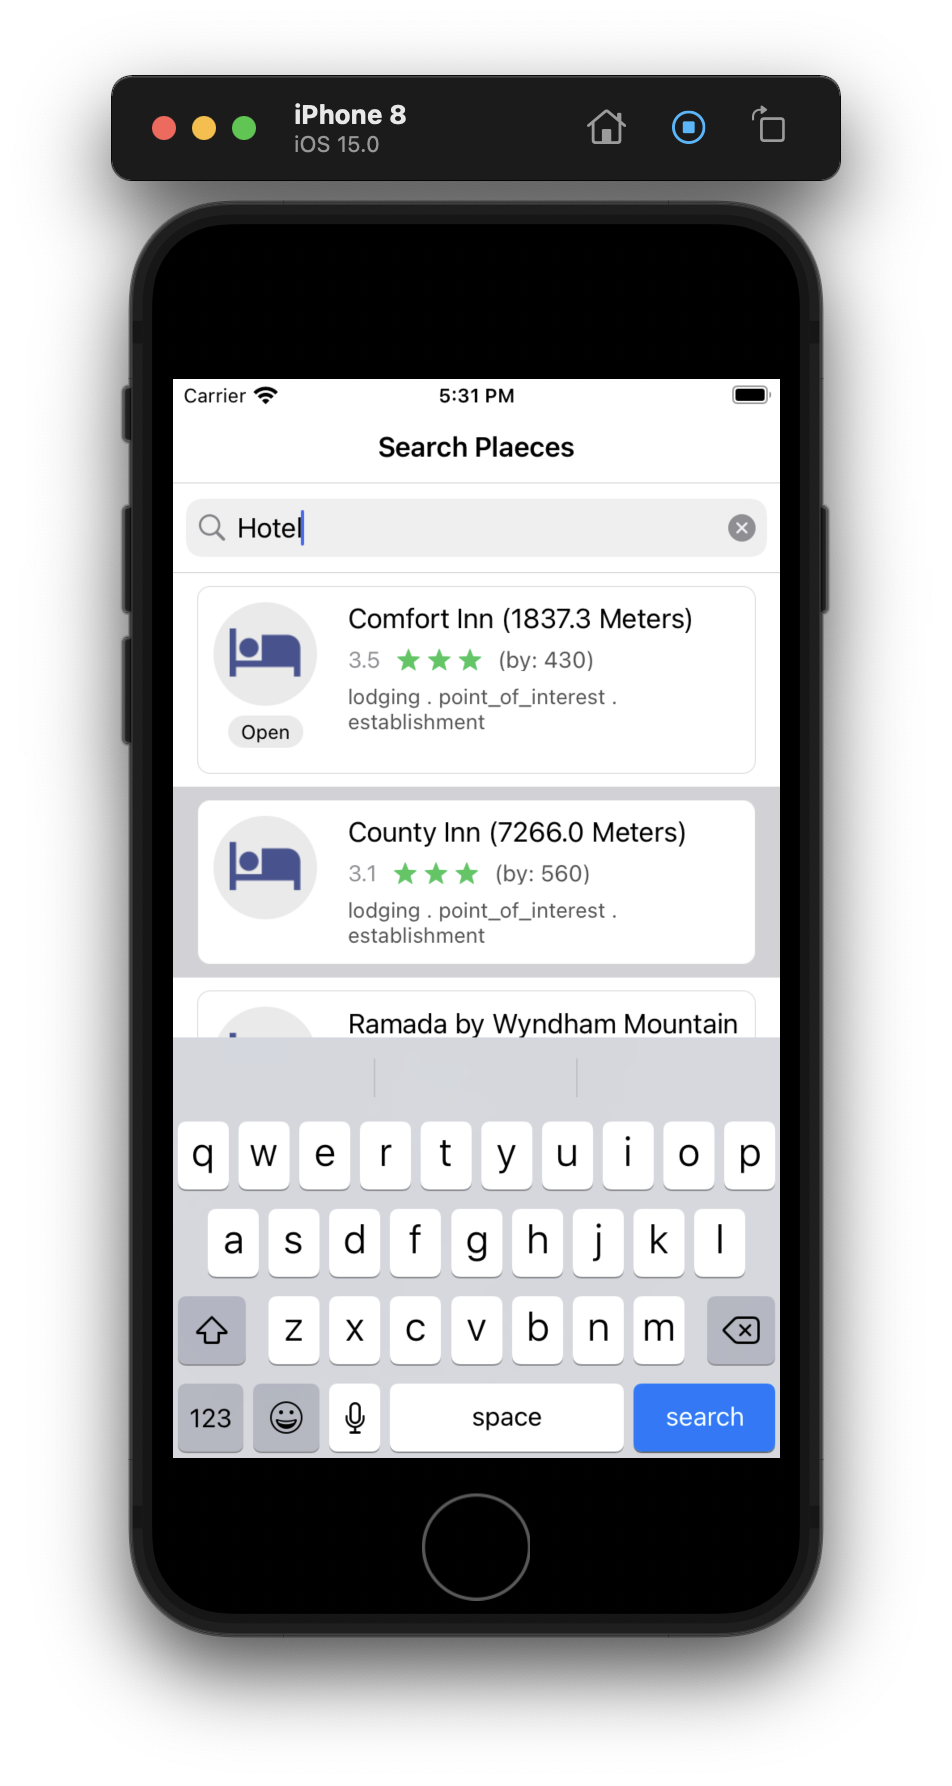 iPhone 8
iOS 15.0
Carrier 5:31 PM
Search Plaeces
Hotel
Comfort Inn (1837.3 Meters)
3.5 (by: 430)
lodging . point_of_interest .
establishment
Open
County Inn (7266.0 Meters)
3.1 (by: 560)
lodging . point_of_interest .
establishment
Ramada by Wyndham Mountain
q w e r t y u i o p
a s d f g h j k l
z x c v b n m
123 space search